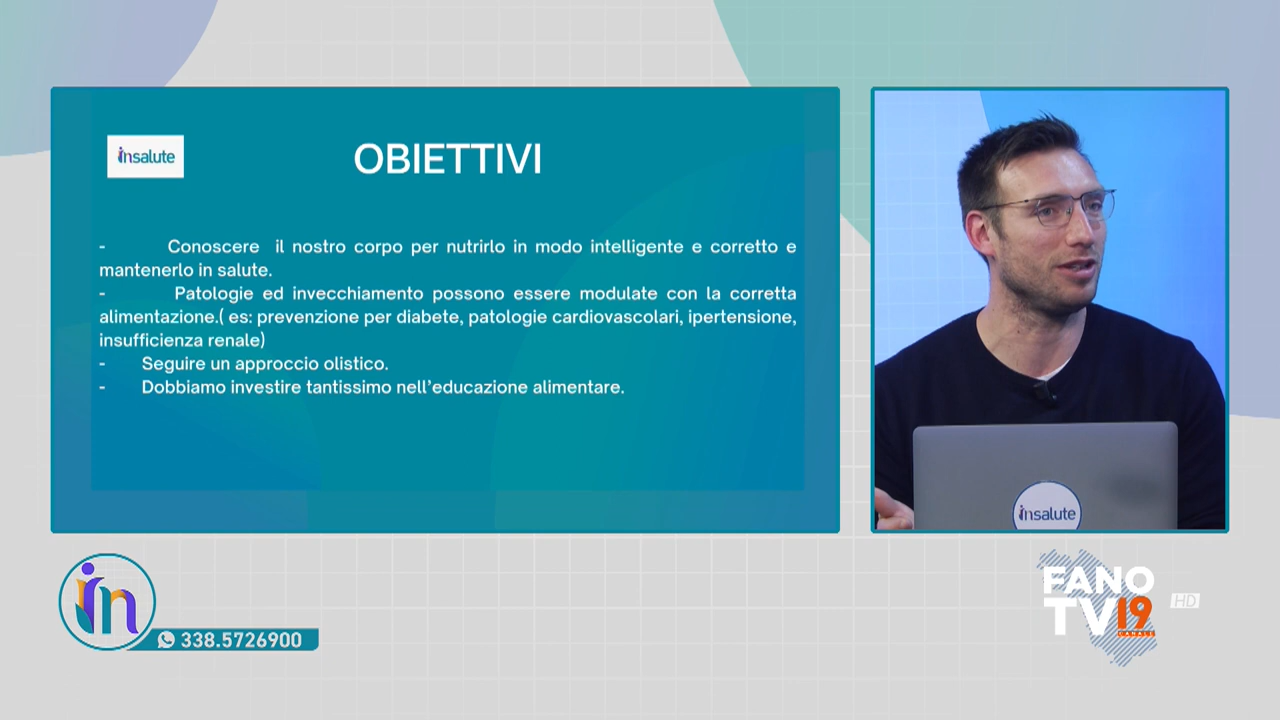 insalute
OBIETTIVI
- Conoscere il nostro corpo per nutrirlo in modo intelligente e corretto e
mantenerlo in salute.
- Patologie ed invecchiamento possono essere modulate con la corretta
alimentazione.( es: prevenzione per diabete, patologie cardiovascolari, ipertensione,
insufficienza renale)
- Seguire un approccio olistico.
- Dobbiamo investire tantissimo nell’educazione alimentare.
insalute
in
338.5726900
FANO
TV19
CANALE
HD